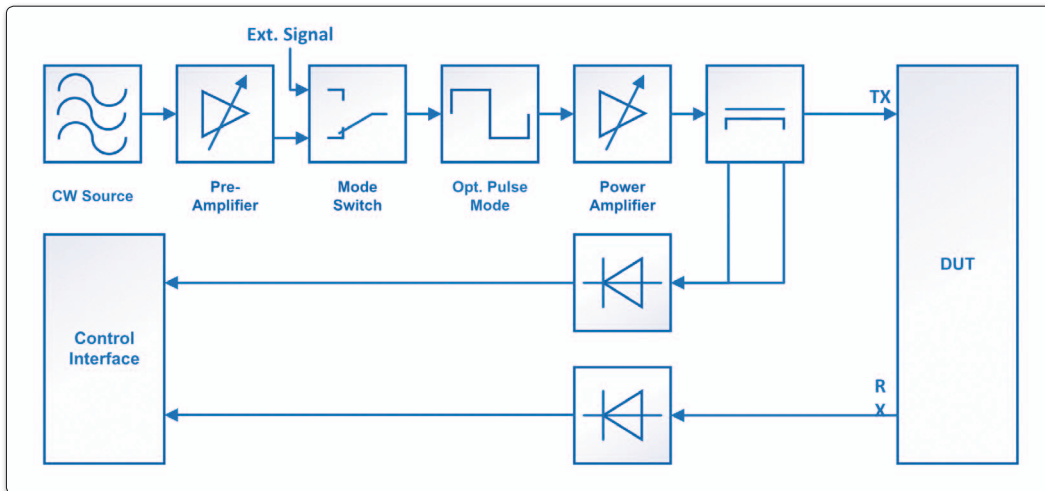 Ext. Signal
TX
CW Source
Pre-
Amplifier
Mode
Switch
Opt. Pulse
Mode
Power
Amplifier
DUT
Control
Interface
R
X